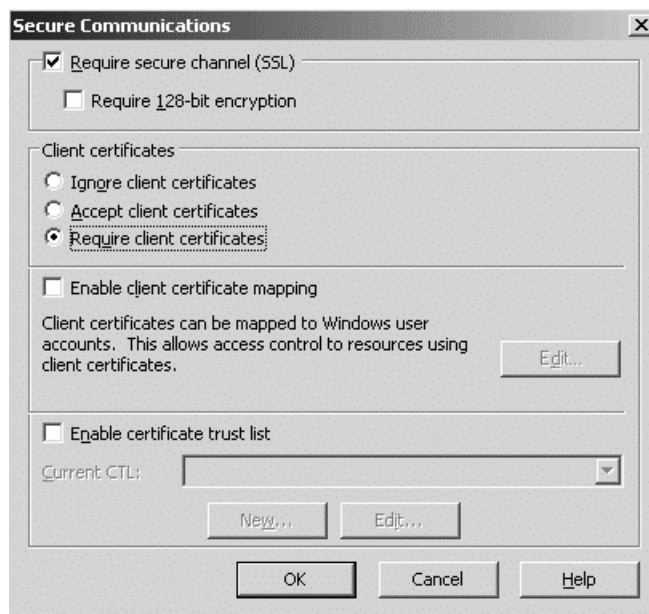 Secure Communications
Require secure channel (SSL)
Require 128-bit encryption
Client certificates
Ignore client certificates
Accept client certificates
Require client certificates
Enable client certificate mapping
Client certificates can be mapped to Windows user
accounts. This allows access control to resources using
client certificates.
Edit...
Enable certificate trust list
Current CTL:
New...
Edit...
OK
Cancel
Help